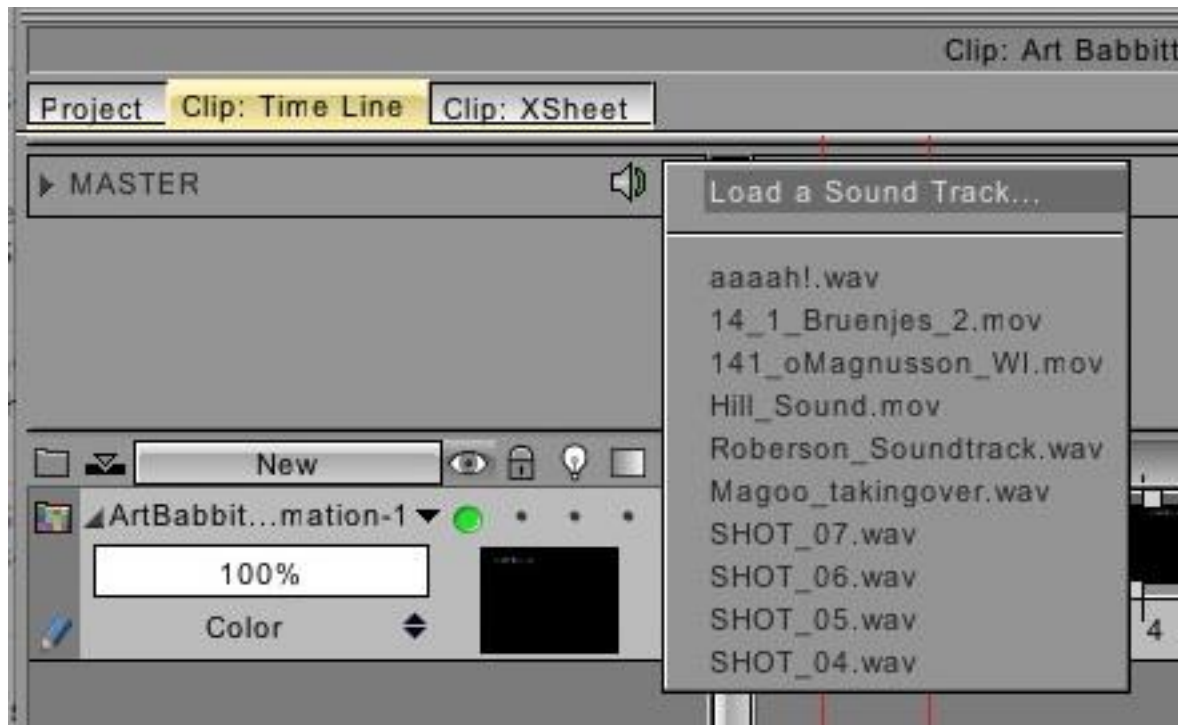 Clip: Art Babbitt
Project Clip: Time Line Clip: XSheet
MASTER
Load a Sound Track...
aaaah!.wav
14_1_Bruenjes_2.mov
141_oMagnusson_WI.mov
Hill_Sound.mov
Roberson_Soundtrack.wav
Magoo_takingover.wav
SHOT_07.wav
SHOT_06.wav
SHOT_05.wav
SHOT_04.wav
New
ArtBabbit...mation-1
100%
Color
4